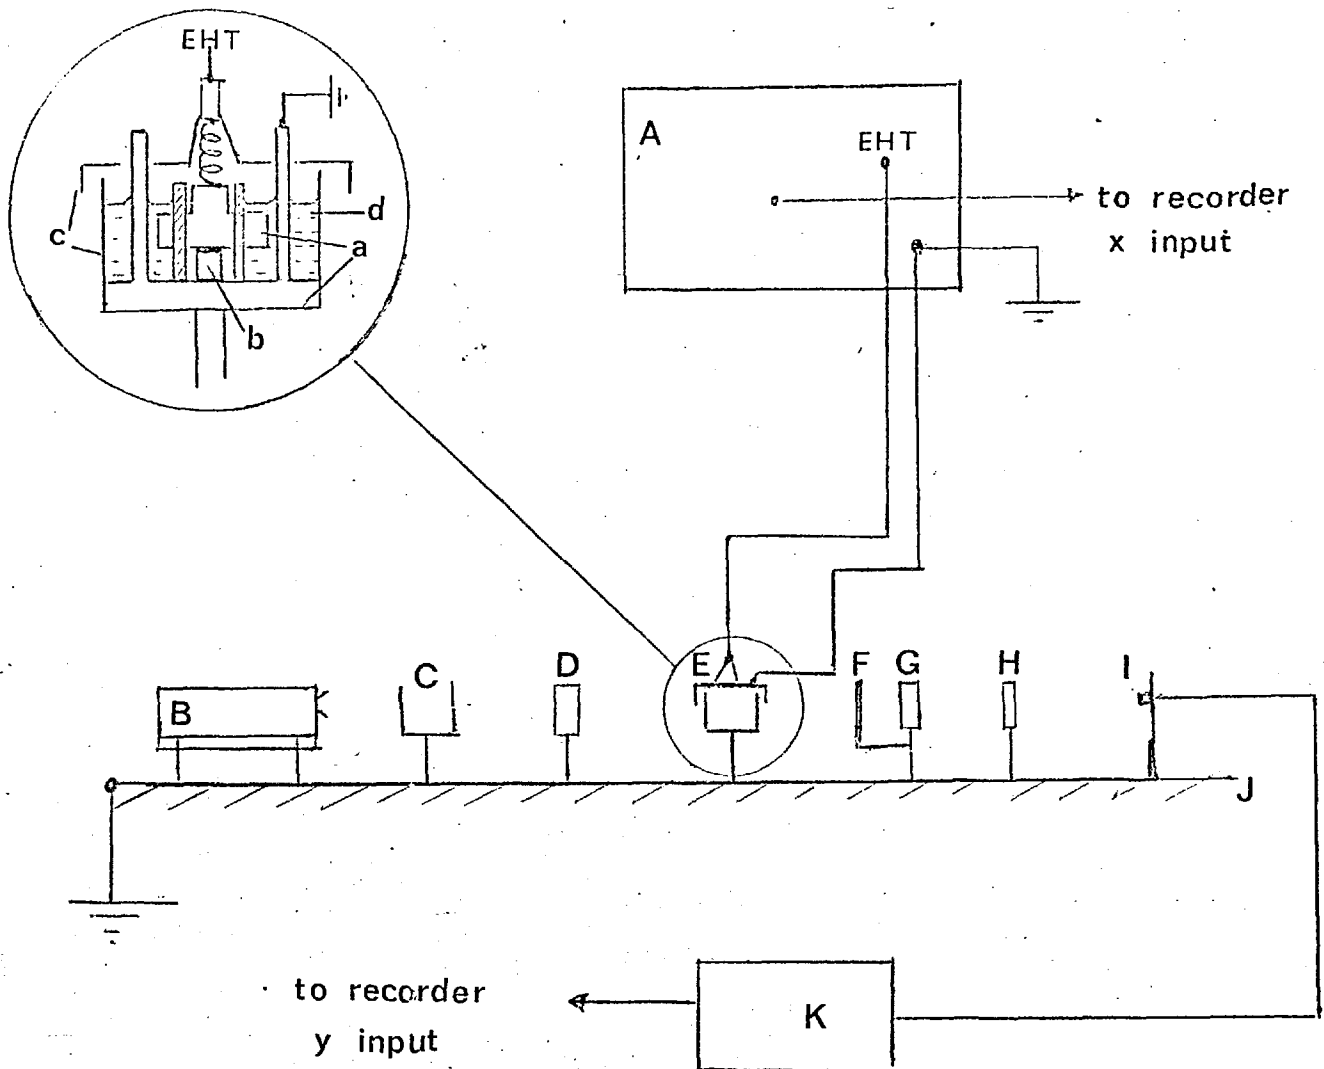 EHT
A
EHT
to recorder
x input
c
d
a
b
B
C
D
E
F
G
H
I
J
to recorder
y input
K